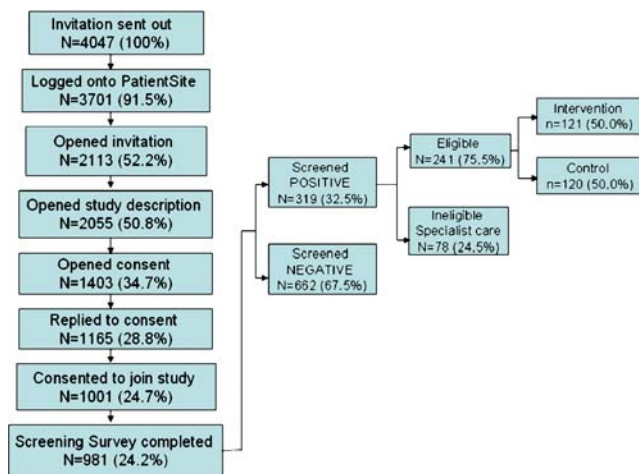 Invitation sent out
N=4047 (100%)
Logged onto PatientSite
N=3701 (91.5%)
Opened invitation
N=2113 (52.2%)
Opened study description
N=2055 (50.8%)
Opened consent
N=1403 (34.7%)
Replied to consent
N=1165 (28.8%)
Consented to join study
N=1001 (24.7%)
Screening Survey completed
N=981 (24.2%)
Screened
POSITIVE
N=319 (32.5%)
Screened
NEGATIVE
N=662 (67.5%)
Eligible
N=241 (75.5%)
Ineligible
Specialist care
N=78 (24.5%)
Intervention
n=121 (50.0%)
Control
n=120 (50.0%)